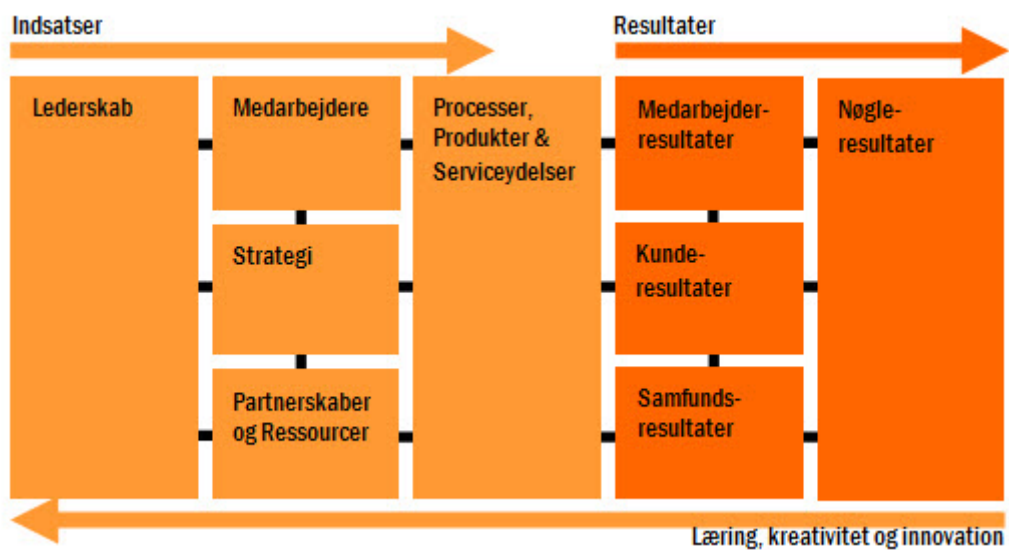 Indsatser
Resultater
Lederskab
Medarbejdere
Strategi
Partnerskaber
og Ressourcer
Processer,
Produkter &
Serviceydelser
Medarbejder-
resultater
Kunde-
resultater
Samfunds-
resultater
Nøgle-
resultater
Læring, kreativitet og innovation